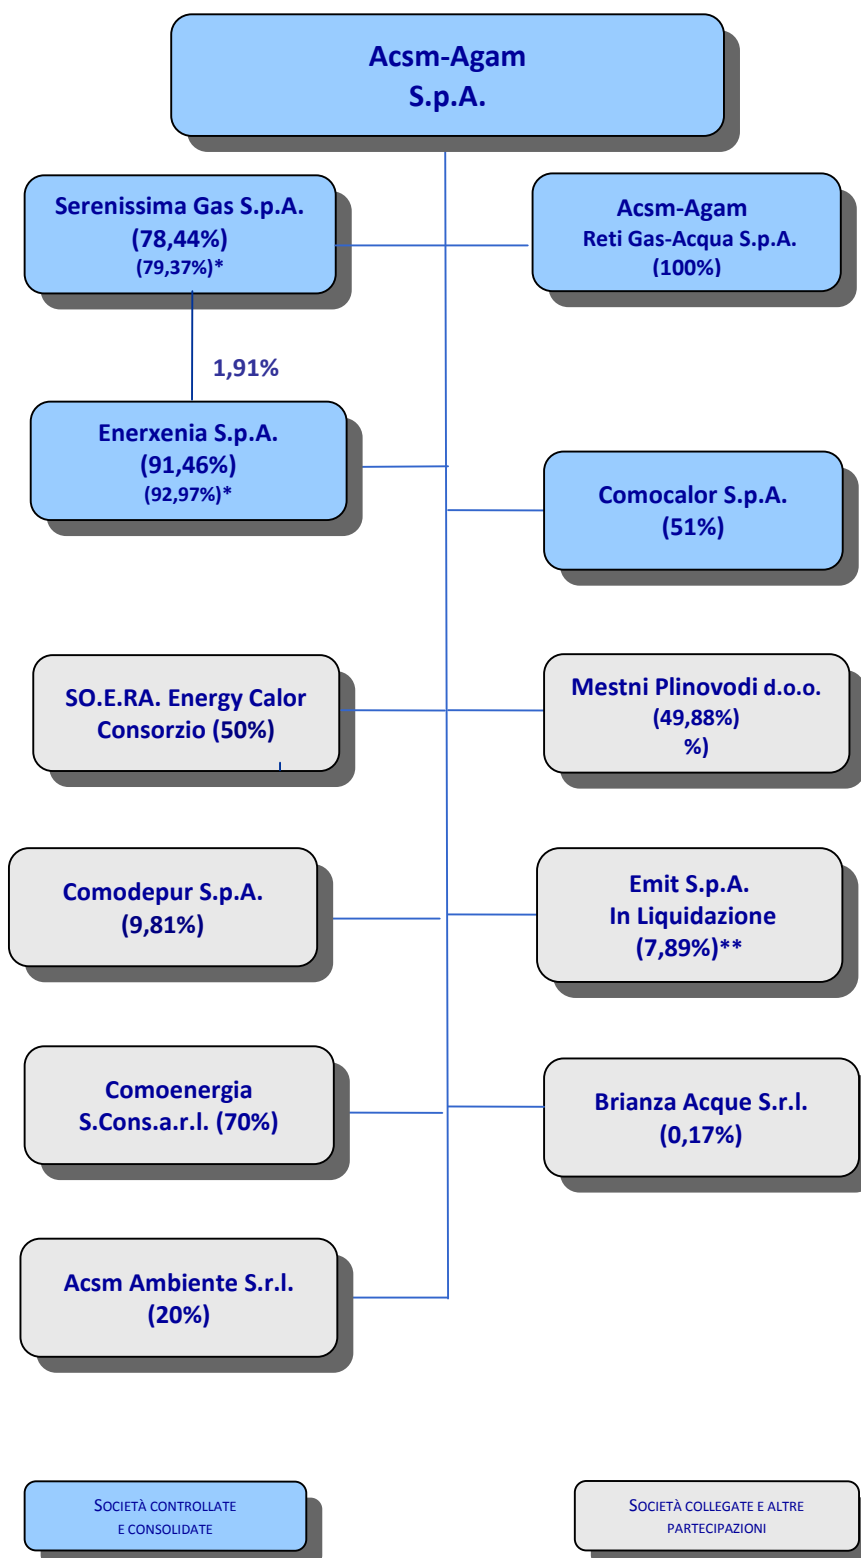 Acsm-Agam
S.p.A.
Serenissima Gas S.p.A.
(78,44%)
(79,37%)*
Acsm-Agam
Reti Gas-Acqua S.p.A.
(100%)
1,91%
Enerxenia S.p.A.
(91,46%)
(92,97%)*
Comocalor S.p.A.
(51%)
SO.E.RA. Energy Calor
Consorzio (50%)
Mestni Plinovodi d.o.o.
(49,88%)
%)
Comodepur S.p.A.
(9,81%)
Emit S.p.A.
In Liquidazione
(7,89%)**
Comoenergia
S.Cons.a.r.l. (70%)
Brianza Acque S.r.l.
(0,17%)
Acsm Ambiente S.r.l.
(20%)
SOCIETÀ CONTROLLATE
E CONSOLIDATE
SOCIETÀ COLLEGATE E ALTRE
PARTECIPAZIONI